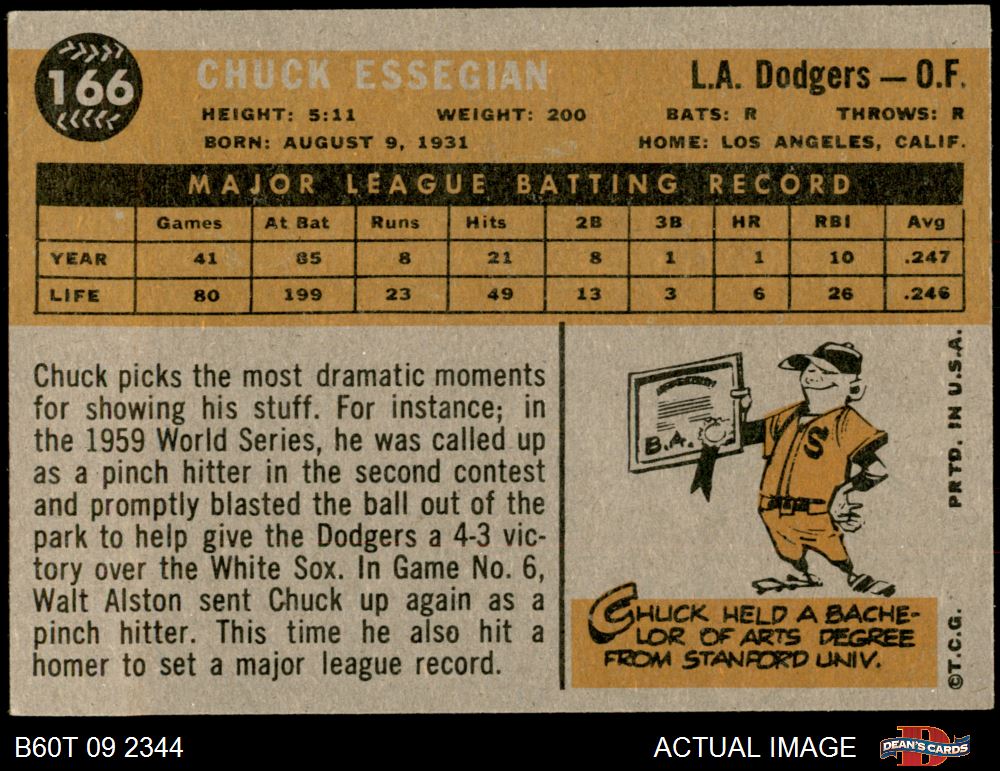 166
CHUCK ESSEGIAN
L.A. Dodgers — O.F.
HEIGHT: 5:11 WEIGHT: 200 BATS: R THROWS: R
BORN: AUGUST 9, 1931 HOME: LOS ANGELES, CALIF.
MAJOR LEAGUE BATTING RECORD
Games At Bat Runs Hits 2B 3B HR RBI Avg
YEAR 41 85 8 21 8 1 1 10 .247
LIFE 80 199 23 49 13 3 6 26 .246
Chuck picks the most dramatic moments
for showing his stuff. For instance; in
the 1959 World Series, he was called up
as a pinch hitter in the second contest
and promptly blasted the ball out of the
park to help give the Dodgers a 4-3 vic-
tory over the White Sox. In Game No. 6,
Walt Alston sent Chuck up again as a
pinch hitter. This time he also hit a
homer to set a major league record.
B.A.
S
CHUCK HELD A BACHE-
LOR OF ARTS DEGREE
FROM STANFORD UNIV.
PRTD. IN U.S.A.
©T.C.G.
B60T 09 2344
ACTUAL IMAGE
DEAN'S CARDS